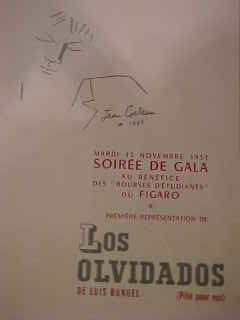 Jean Cocteau
* 1951
MARDI 13 NOVEMBRE 1951
SOIRÉE DE GALA
AU BÉNÉFICE
DES "BOURSES D'ÉTUDIANTS"
DU FIGARO
PREMIÈRE REPRÉSENTATION DE
LOS
OLVIDADOS
DE LUIS BUNUEL (Pitié pour eux)